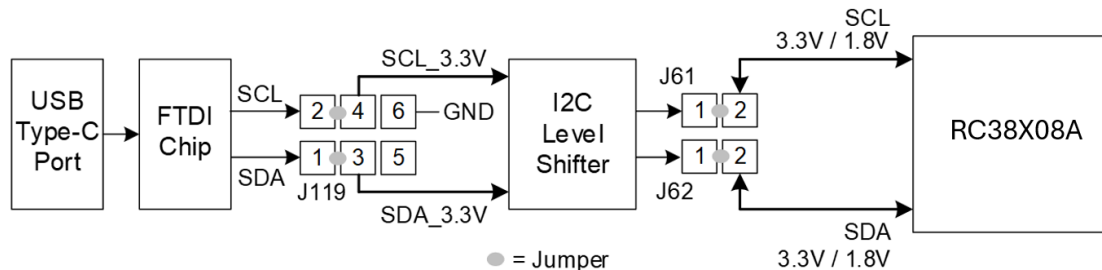 USB
Type-C
Port
FTDI
Chip
SCL
SDA
2 4 6
GND
1 3 5
J119
SCL_3.3V
SDA_3.3V
I2C
Level
Shifter
J61
1 2
1 2
J62
SCL
3.3V / 1.8V
SDA
3.3V / 1.8V
RC38X08A
= Jumper